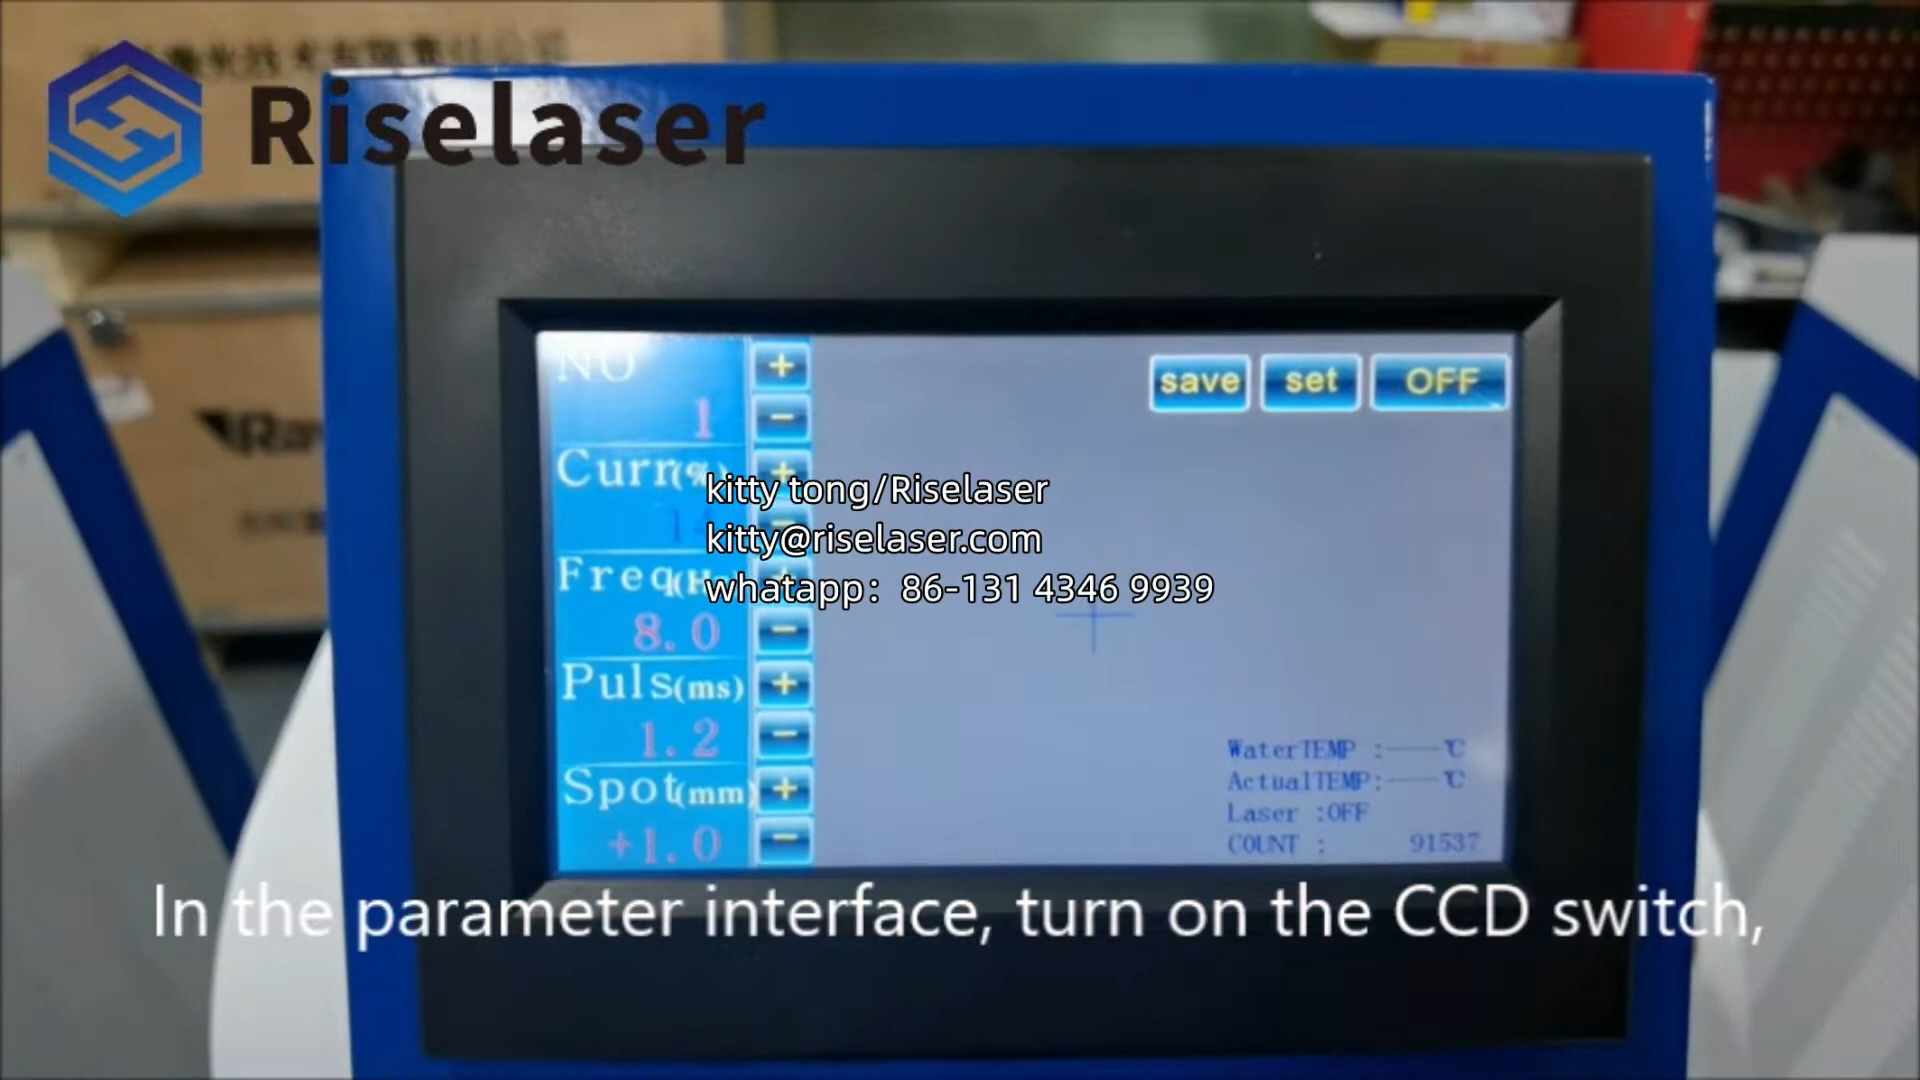 Riselaser
NO
1
Curr(%)
14
Freq(H
8.0
Puls(ms)
1.2
Spot(mm)
+1.0
save set OFF
kitty tong/Riselaser
kitty@riselaser.com
whatapp：86-131 4346 9939
WaterTEMP :----℃
ActualTEMP:----℃
Laser :OFF
COUNT : 91537
In the parameter interface, turn on the CCD switch,